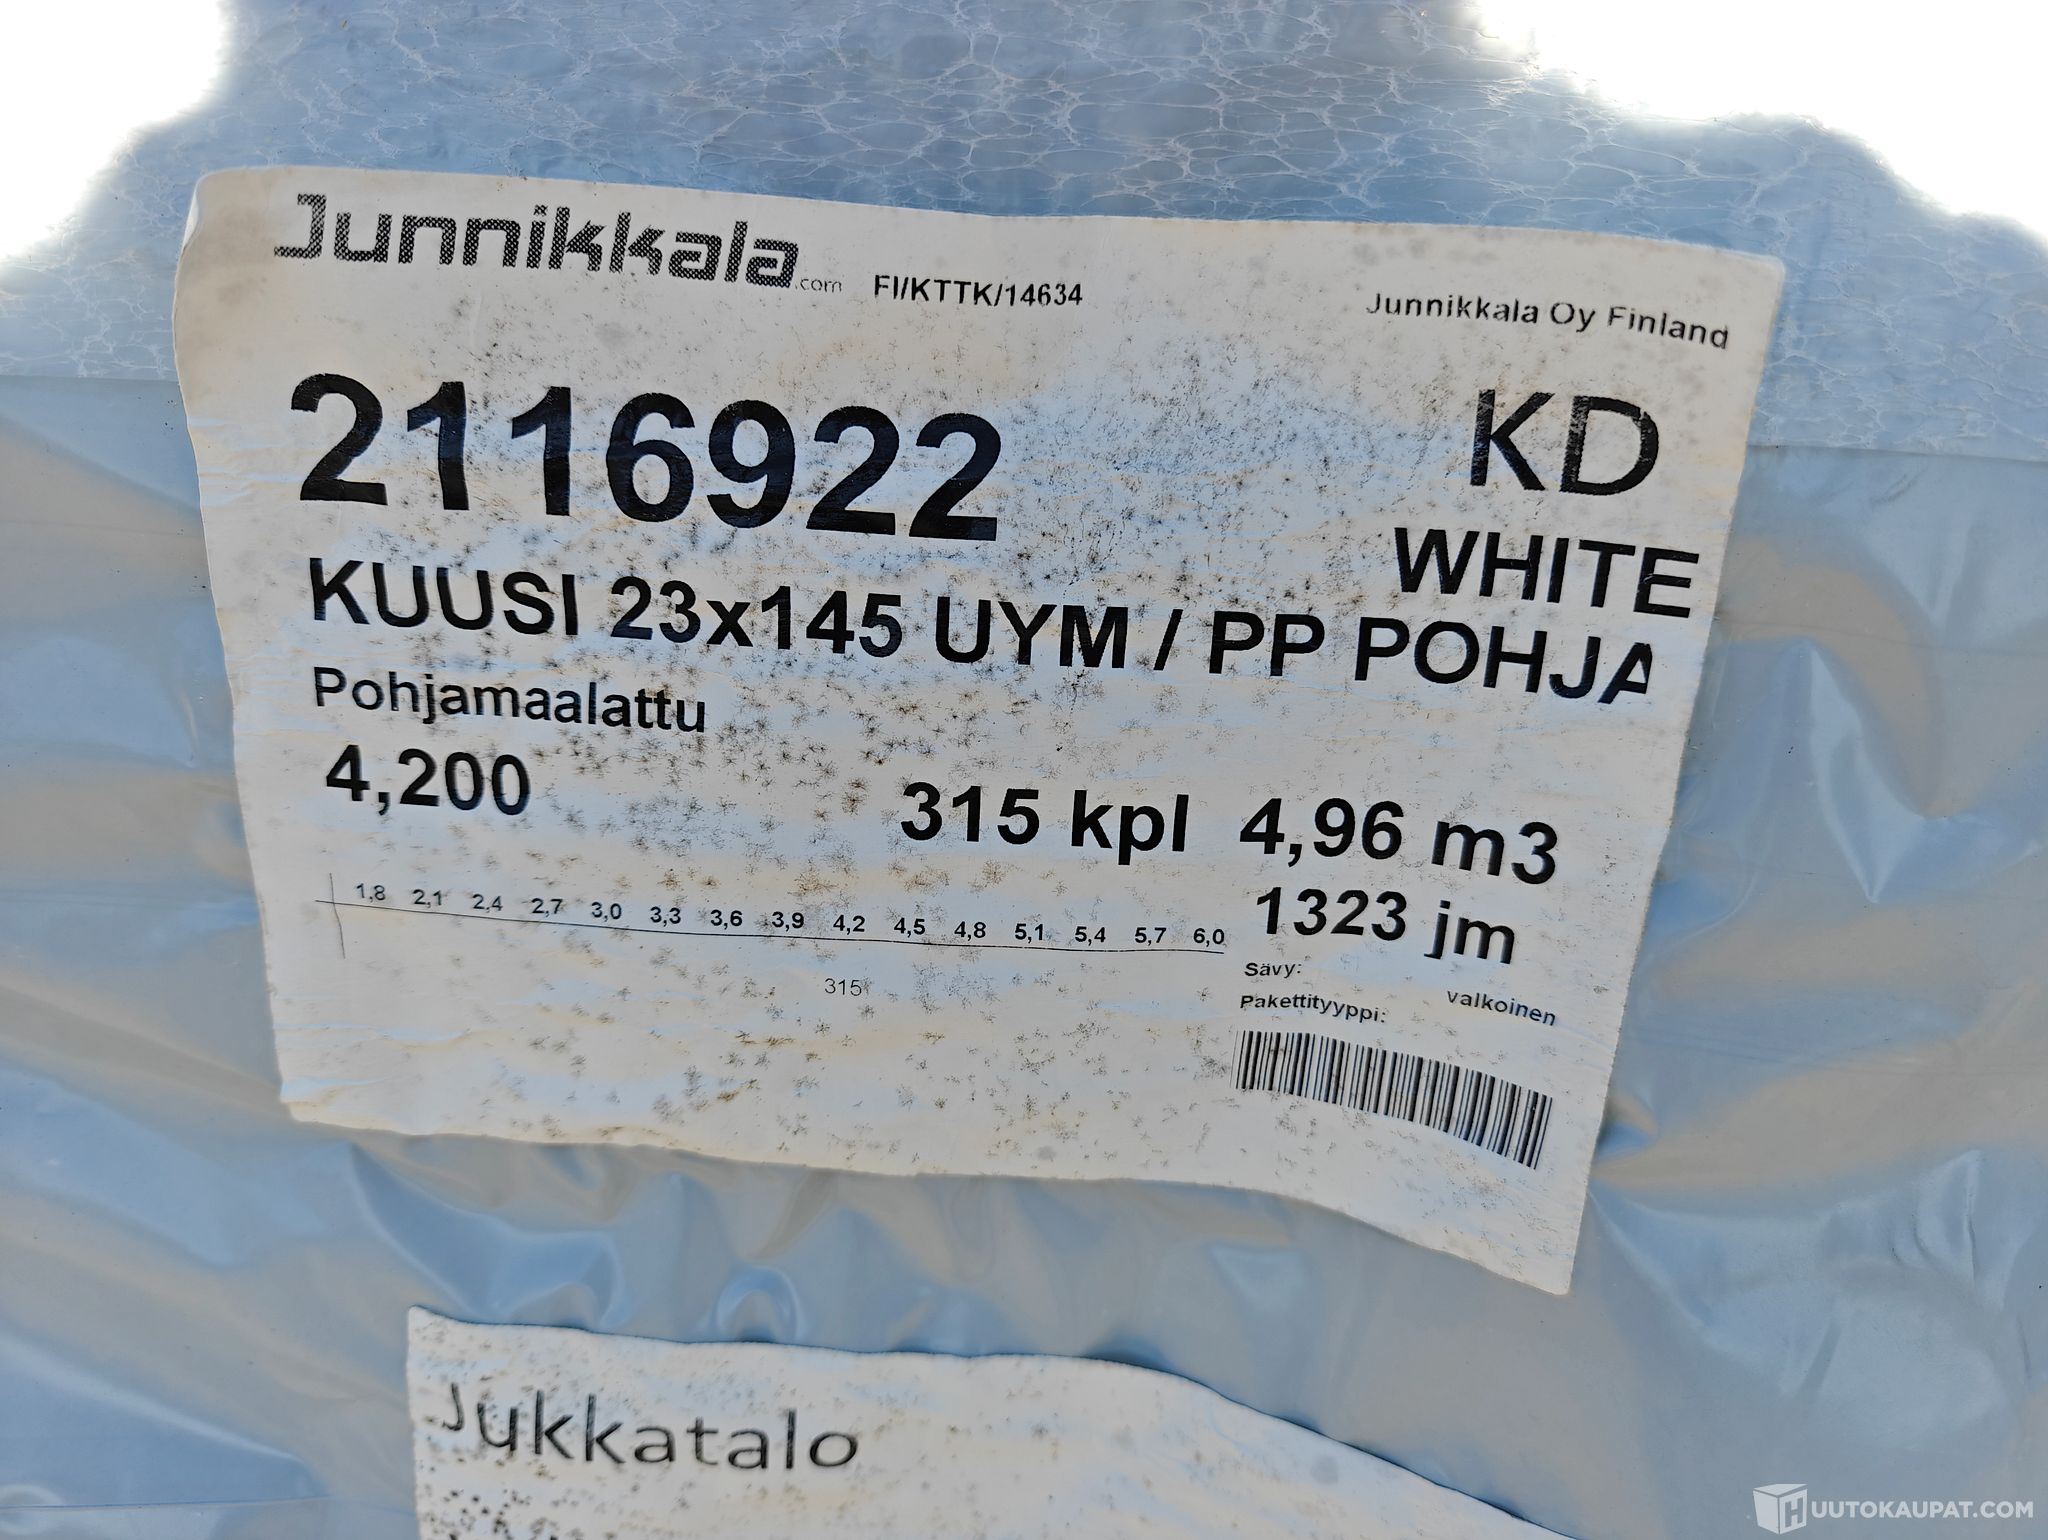 Junnikkala.com FI/KTTK/14634 Junnikkala Oy Finland
2116922 KD
WHITE
KUUSI 23x145 UYM / PP POHJA
Pohjamaalattu
4,200 315 kpl 4,96 m3
1,8 2,1 2,4 2,7 3,0 3,3 3,6 3,9 4,2 4,5 4,8 5,1 5,4 5,7 6,0 1323 jm
315
Sävy: valkoinen
Pakettityyppi:
Jukkatalo
HUUTOKAUPAT.COM